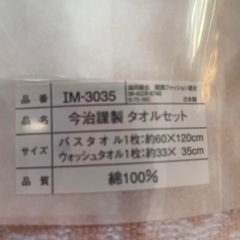 品番 IM-3035 日本製
品名 今治謹製 タオルセット
サイズ バスタオル1枚:約60×120cm
ウォッシュタオル1枚:約33× 35cm
品質 綿100%